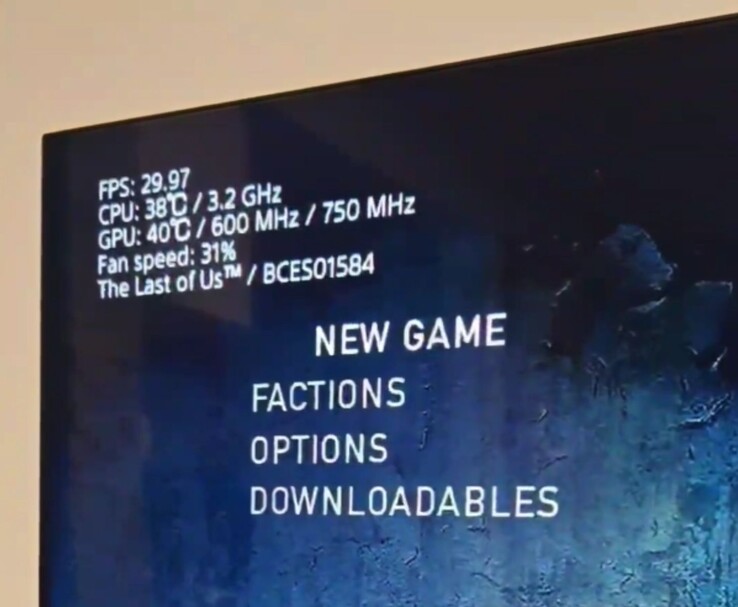 FPS: 29.97
CPU: 38℃ / 3.2 GHz
GPU: 40℃ / 600 MHz / 750 MHz
Fan speed: 31%
The Last of Us™ / BCES01584
NEW GAME
FACTIONS
OPTIONS
DOWNLOADABLES